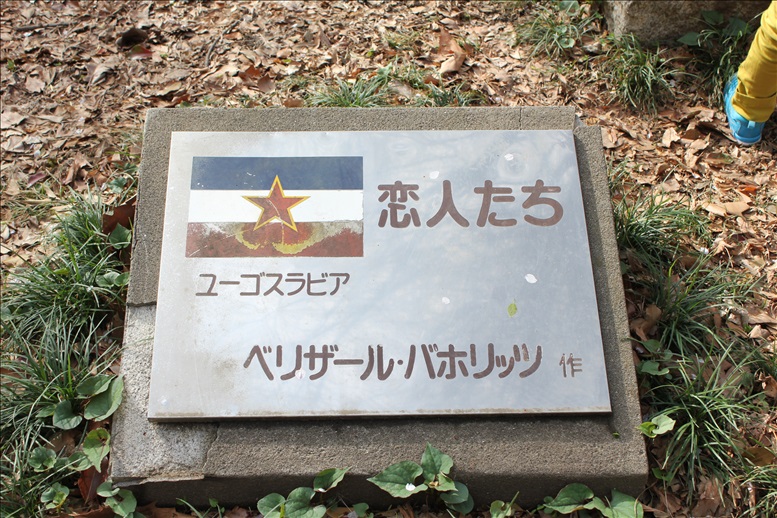 恋人たち
ユーゴスラビア
ベリザール・バホリッツ 作